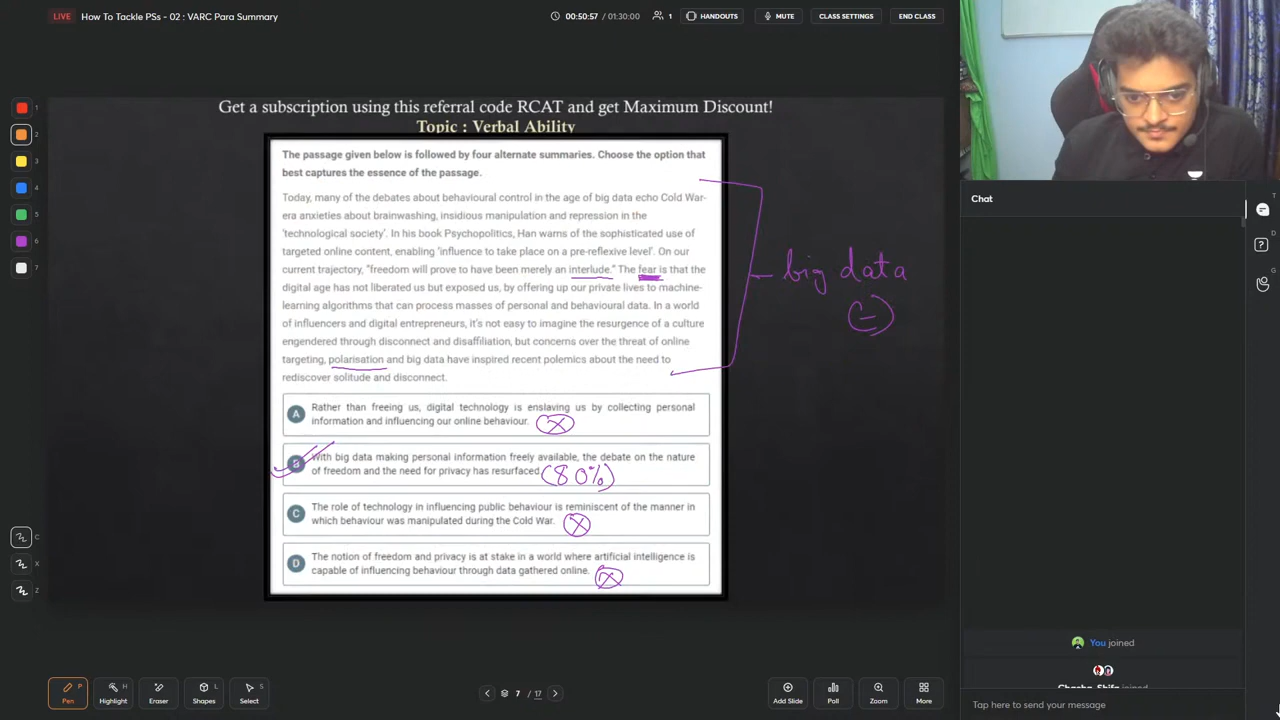 LIVE
How To Tackle PSs - 02 : VARC Para Summary
00:50:57 / 01:30:00
1
HANDOUTS
MUTE
CLASS SETTINGS
END CLASS
Get a subscription using this referral code RCAT and get Maximum Discount!
Topic : Verbal Ability
The passage given below is followed by four alternate summaries. Choose the option that
best captures the essence of the passage.
Today, many of the debates about behavioural control in the age of big data echo Cold War-
era anxieties about brainwashing, insidious manipulation and repression in the
'technological society'. In his book Psychopolitics, Han warns of the sophisticated use of
targeted online content, enabling 'influence to take place on a pre-reflexive level'. On our
current trajectory, "freedom will prove to have been merely an interlude." The fear is that the
digital age has not liberated us but exposed us, by offering up our private lives to machine-
learning algorithms that can process masses of personal and behavioural data. In a world
of influencers and digital entrepreneurs, it's not easy to imagine the resurgence of a culture
engendered through disconnect and disaffiliation, but concerns over the threat of online
targeting, polarisation and big data have inspired recent polemics about the need to
rediscover solitude and disconnect.
big data
(-)
A
Rather than freeing us, digital technology is enslaving us by collecting personal
information and influencing our online behaviour.
X
B
With big data making personal information freely available, the debate on the nature
of freedom and the need for privacy has resurfaced.
(80%)
C
The role of technology in influencing public behaviour is reminiscent of the manner in
which behaviour was manipulated during the Cold War.
X
D
The notion of freedom and privacy is at stake in a world where artificial intelligence is
capable of influencing behaviour through data gathered online.
X
1
2
3
4
5
6
7
C
X
Z
Pen
P
Highlight
H
Eraser
E
Shapes
L
Select
S
7 / 17
Add Slide
Poll
Zoom
More
Chat
T
D
You joined
Tap here to send your message